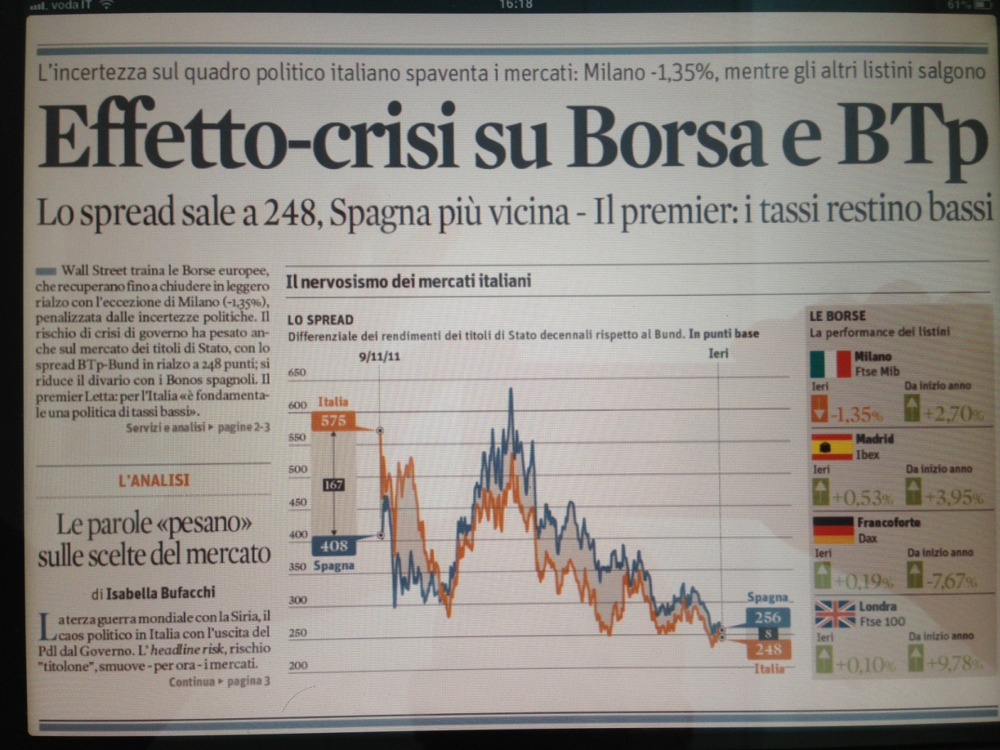 voda IT
16:18
61%
L'incertezza sul quadro politico italiano spaventa i mercati: Milano -1,35%, mentre gli altri listini salgono
Effetto-crisi su Borsa e BTp
Lo spread sale a 248, Spagna più vicina - Il premier: i tassi restino bassi
Wall Street traina le Borse europee,
che recuperano fino a chiudere in leggero
rialzo con l'eccezione di Milano (-1,35%),
penalizzata dalle incertezze politiche. Il
rischio di crisi di governo ha pesato an-
che sul mercato dei titoli di Stato, con lo
spread BTp-Bund in rialzo a 248 punti; si
riduce il divario con i Bonos spagnoli. Il
premier Letta: per l'Italia «è fondamenta-
le una politica di tassi bassi».
Servizi e analisi ▸ pagine 2-3
L'ANALISI
Le parole «pesano»
sulle scelte del mercato
di Isabella Bufacchi
La terza guerra mondiale con la Siria, il
caos politico in Italia con l'uscita del
Pdl dal Governo. L'headline risk, rischio
"titolone", smuove - per ora - i mercati.
Continua ▸ pagina 3
Il nervosismo dei mercati italiani
LO SPREAD
Differenziale dei rendimenti dei titoli di Stato decennali rispetto al Bund. In punti base
9/11/11
Ieri
650
600
550
500
450
400
350
300
250
200
Italia
575
167
408
Spagna
Spagna
256
8
248
Italia
LE BORSE
La performance dei listini
Milano
Ftse Mib
Ieri
Da inizio anno
-1,35%
+2,70%
Madrid
Ibex
Ieri
Da inizio anno
+0,53%
+3,95%
Francoforte
Dax
Ieri
Da inizio anno
+0,19%
-7,67%
Londra
Ftse 100
Ieri
Da inizio anno
+0,10%
+9,78%